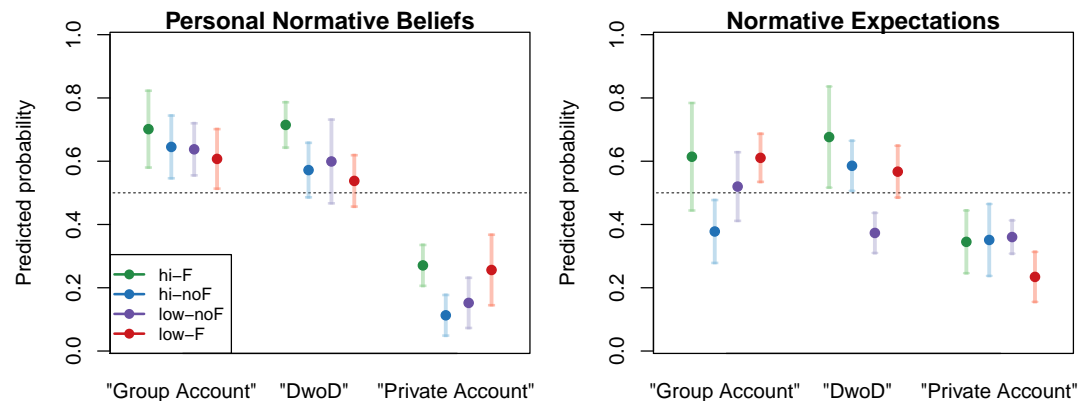 Personal Normative Beliefs
Predicted probability
1.0
0.8
0.6
0.4
0.2
0.0
hi−F
hi−noF
low−noF
low−F
"Group Account" "DwoD" "Private Account"
Normative Expectations
Predicted probability
1.0
0.8
0.6
0.4
0.2
0.0
"Group Account" "DwoD" "Private Account"